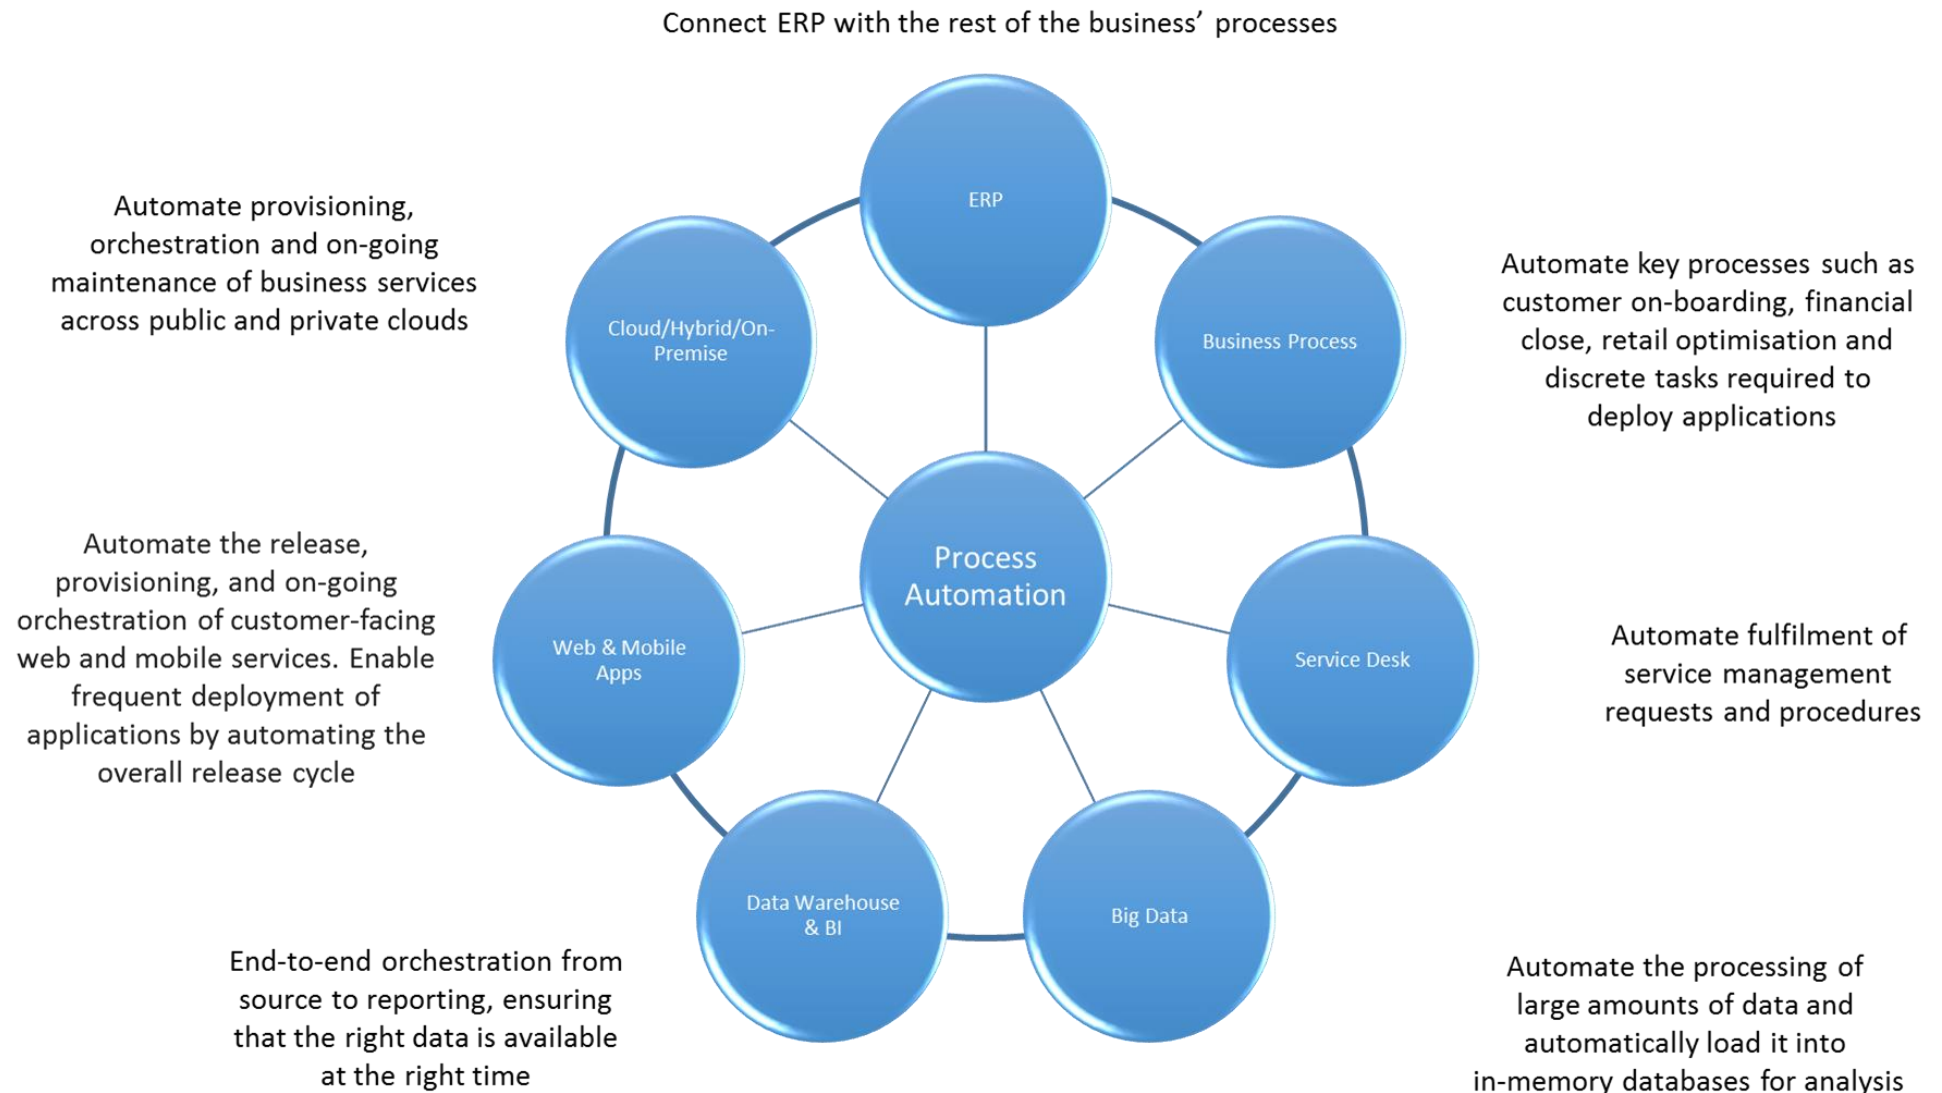 Connect ERP with the rest of the business’ processes
ERP
Automate provisioning,
orchestration and on-going
maintenance of business services
across public and private clouds
Cloud/Hybrid/On-
Premise
Business Process
Automate key processes such as
customer on-boarding, financial
close, retail optimisation and
discrete tasks required to
deploy applications
Process
Automation
Automate the release,
provisioning, and on-going
orchestration of customer-facing
web and mobile services. Enable
frequent deployment of
applications by automating the
overall release cycle
Web & Mobile
Apps
Service Desk
Automate fulfilment of
service management
requests and procedures
Data Warehouse
& BI
Big Data
End-to-end orchestration from
source to reporting, ensuring
that the right data is available
at the right time
Automate the processing of
large amounts of data and
automatically load it into
in-memory databases for analysis